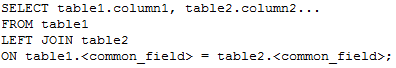 SELECT table1.column1, table2.column2...
FROM table1
LEFT JOIN table2
ON table1.<common_field> = table2.<common_field>;